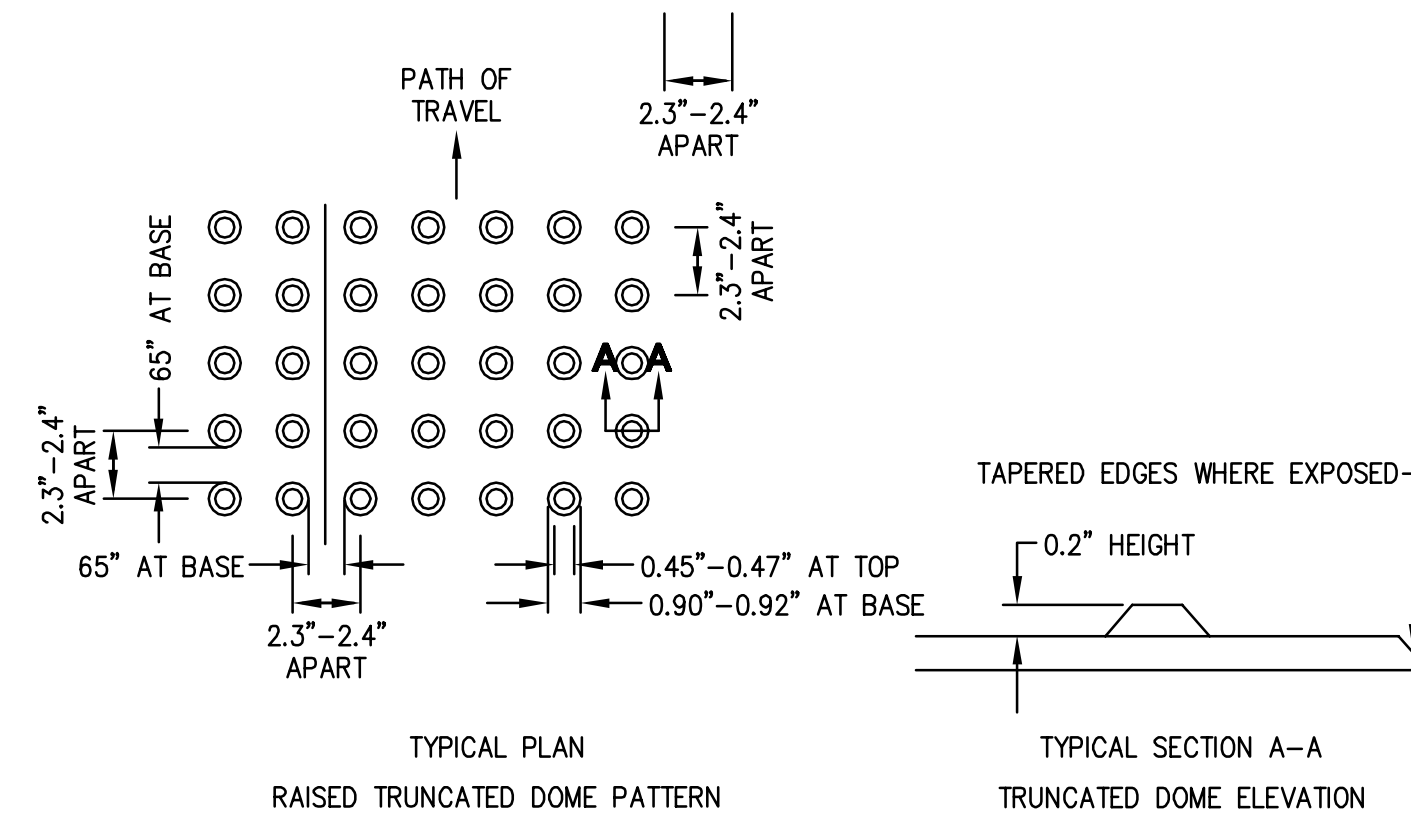 PATH OF
TRAVEL
2.3”–2.4”
APART
65” AT BASE
2.3”–2.4”
APART
A A
2.3”–2.4”
APART
TAPERED EDGES WHERE EXPOSED–
0.2” HEIGHT
65” AT BASE
0.45”–0.47” AT TOP
0.90”–0.92” AT BASE
2.3”–2.4”
APART
TYPICAL PLAN
RAISED TRUNCATED DOME PATTERN
TYPICAL SECTION A–A
TRUNCATED DOME ELEVATION